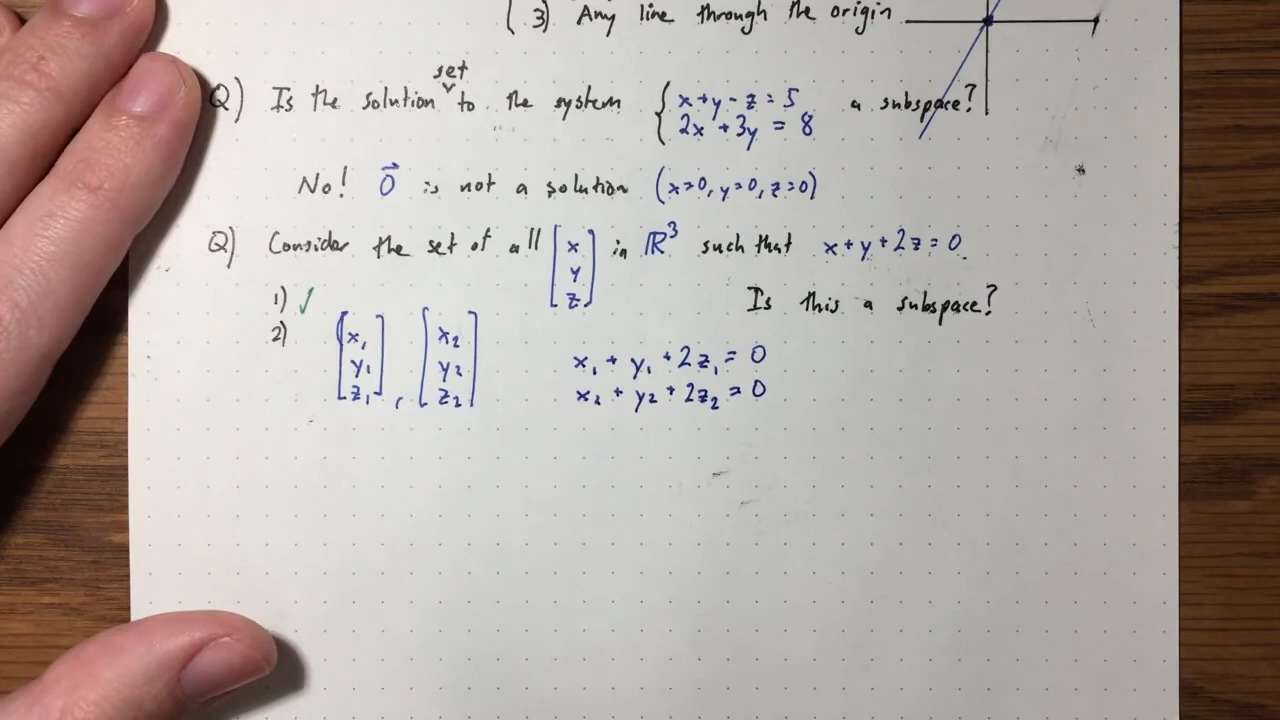 ( 3) Any line through the origin
set
Q) Is the solution ˅ to the system { x + y - z = 5 a subspace?
2x + 3y = 8
No! 0⃗ is not a solution (x=0, y=0, z=0)
Q) Consider the set of all [x y z] in ℝ³ such that x + y + 2z = 0.
1) ✓ Is this a subspace?
2) [x₁ y₁ z₁], [x₂ y₂ z₂] x₁ + y₁ + 2z₁ = 0
x₂ + y₂ + 2z₂ = 0